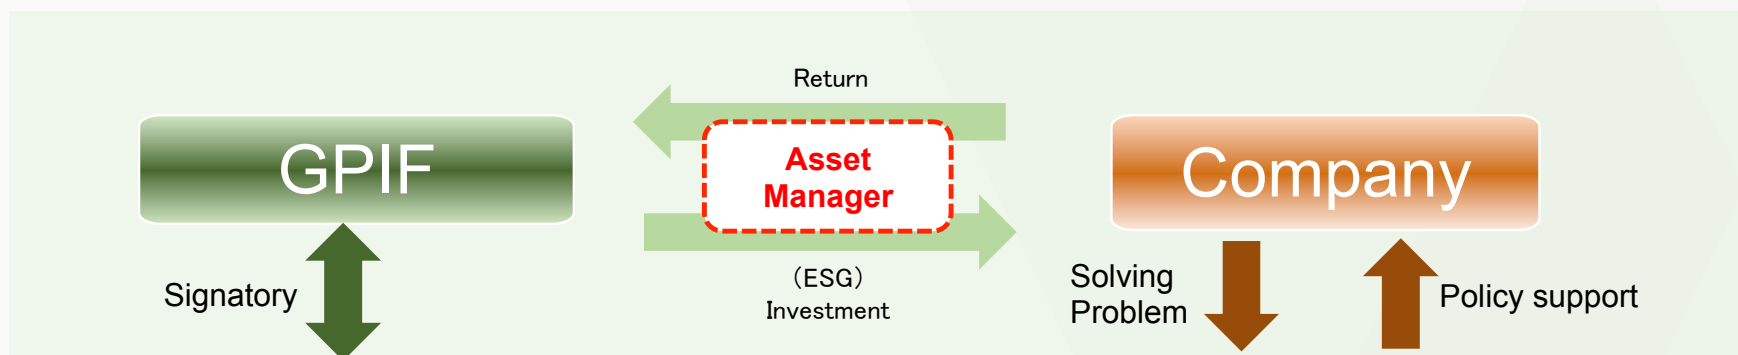 Return
GPIF
Asset
Manager
Company
(ESG)
Investment
Signatory
Solving
Problem
Policy support